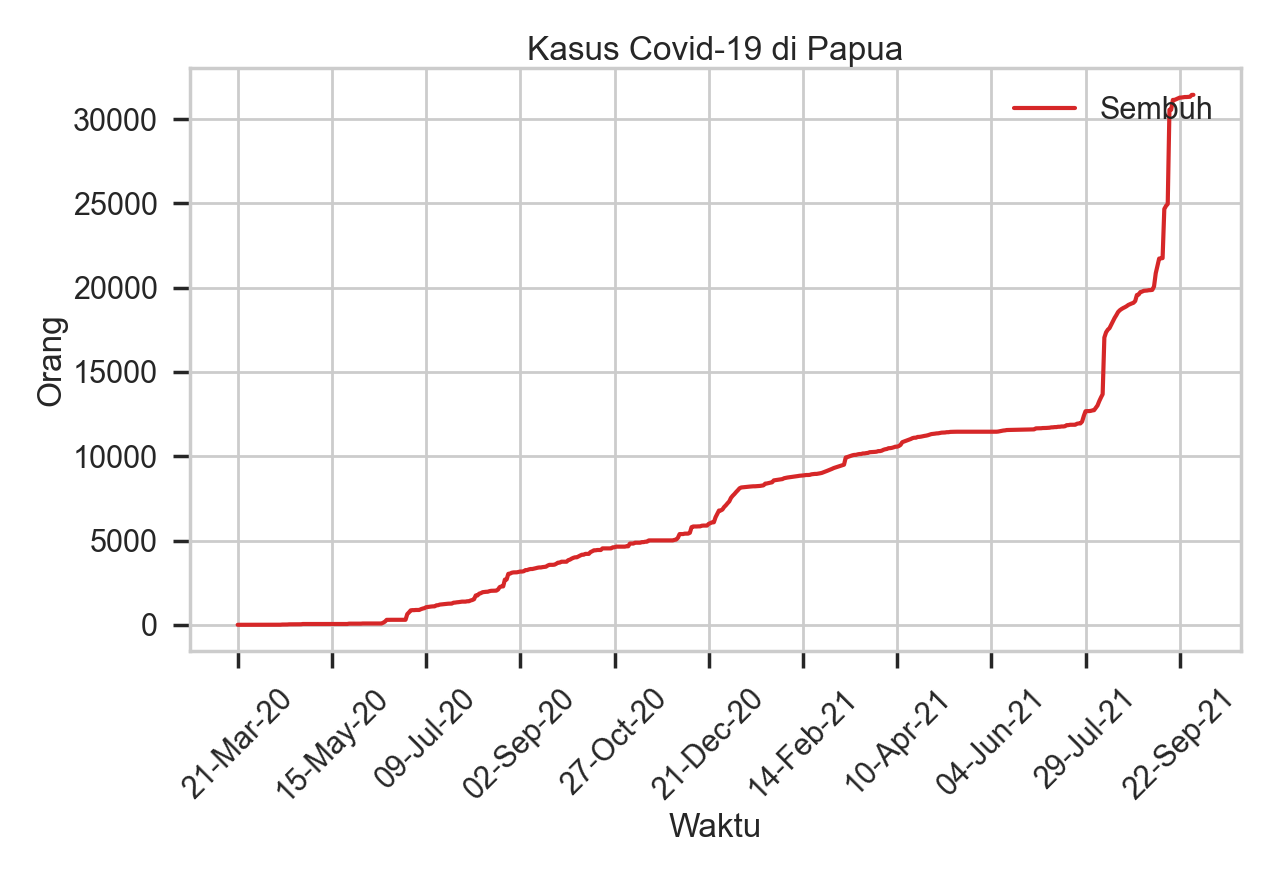 Kasus Covid-19 di Papua
Sembuh
30000
25000
20000
15000
10000
5000
0
Orang
21-Mar-20
15-May-20
09-Jul-20
02-Sep-20
27-Oct-20
21-Dec-20
14-Feb-21
10-Apr-21
04-Jun-21
29-Jul-21
22-Sep-21
Waktu